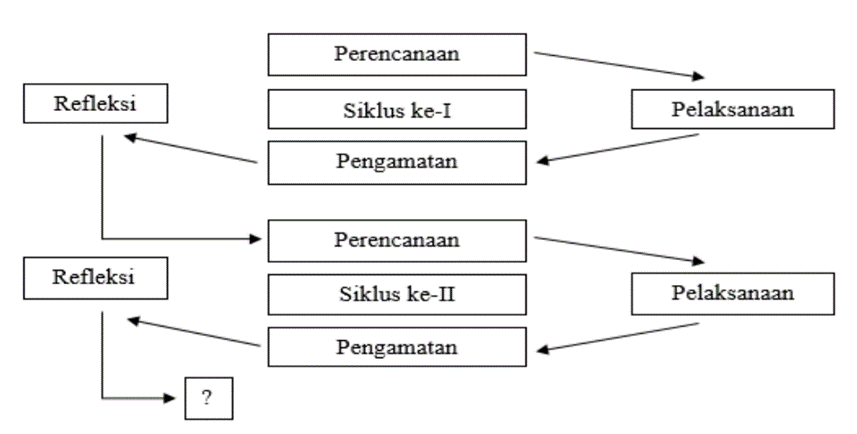 Perencanaan
Refleksi
Siklus ke-I
Pelaksanaan
Pengamatan
Perencanaan
Refleksi
Siklus ke-II
Pelaksanaan
Pengamatan
?